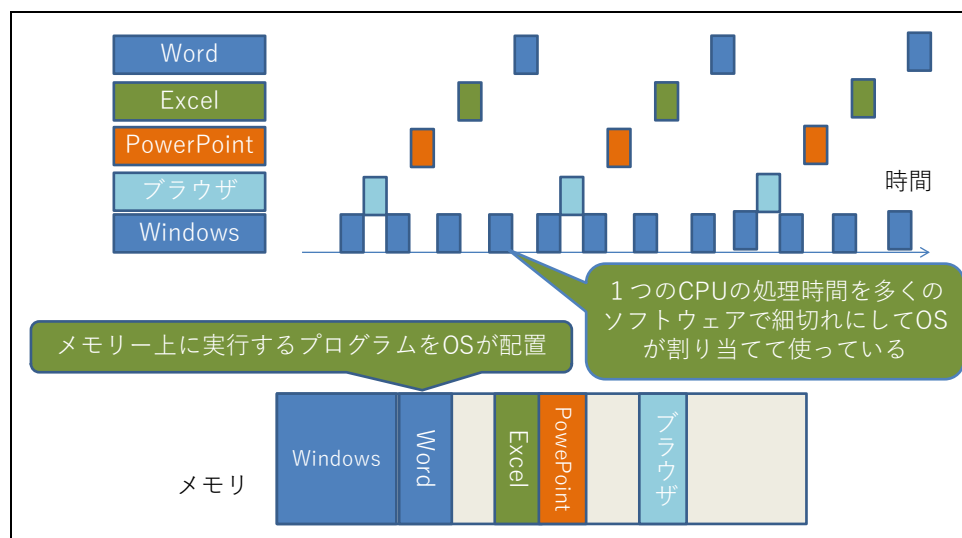 Word
Excel
PowerPoint
ブラウザ
時間
Windows
１つのCPUの処理時間を多くの
ソフトウェアで細切れにしてOS
が割り当てて使っている
メモリー上に実行するプログラムをOSが配置
Windows
Word
Excel
PowePoint
ブラウザ
メモリ